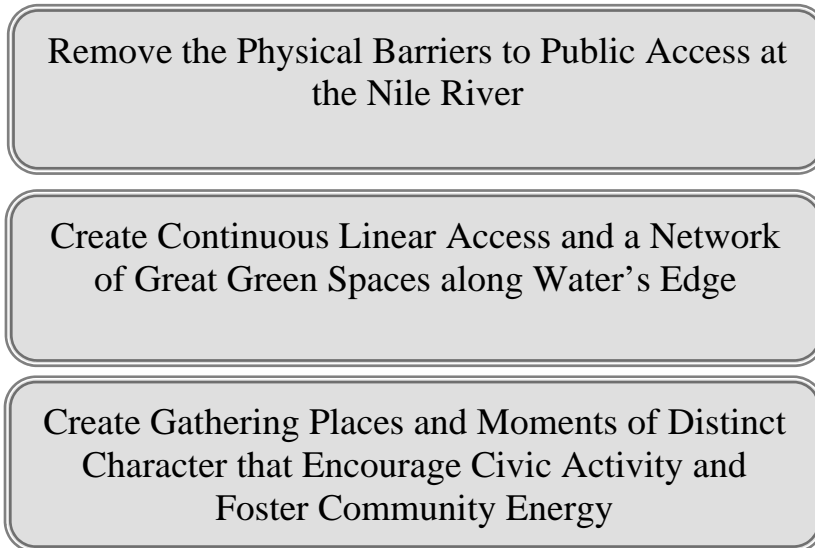 Remove the Physical Barriers to Public Access at
the Nile River
Create Continuous Linear Access and a Network
of Great Green Spaces along Water’s Edge
Create Gathering Places and Moments of Distinct
Character that Encourage Civic Activity and
Foster Community Energy